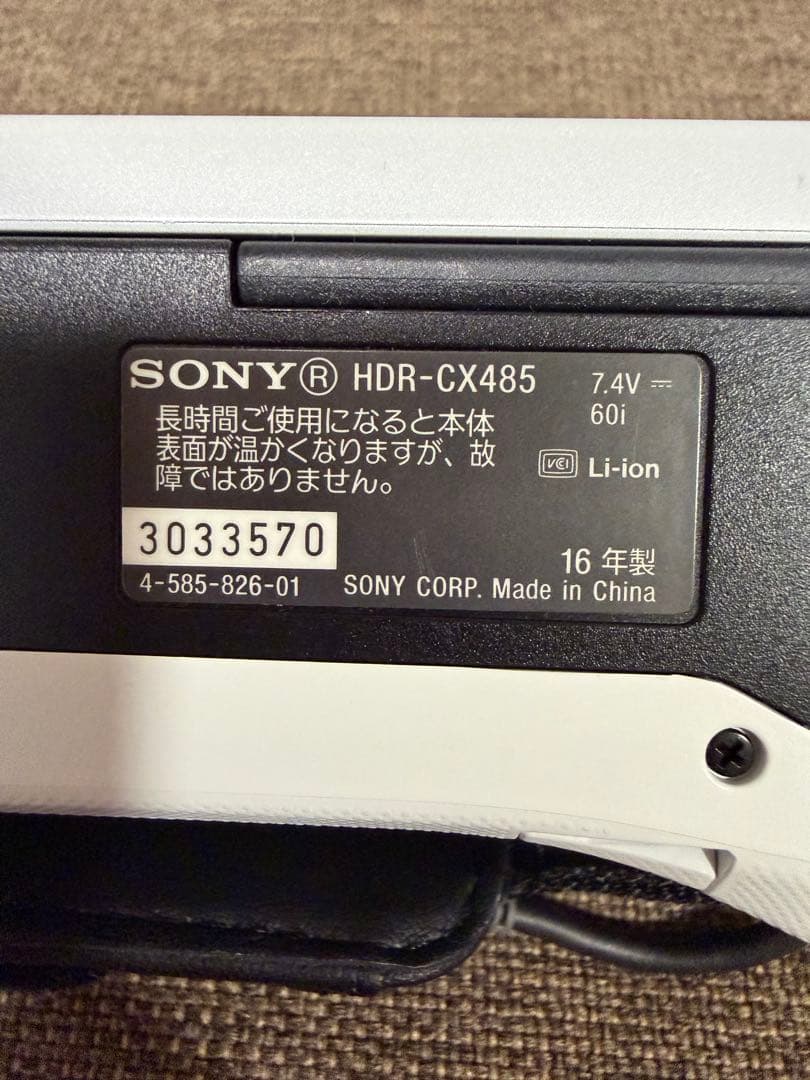 SONY® HDR-CX485
7.4V ⎓
60i
長時間ご使用になると本体
表面が温かくなりますが、故
障ではありません。
VCI Li-ion
3033570
16 年製
4-585-826-01 SONY CORP. Made in China